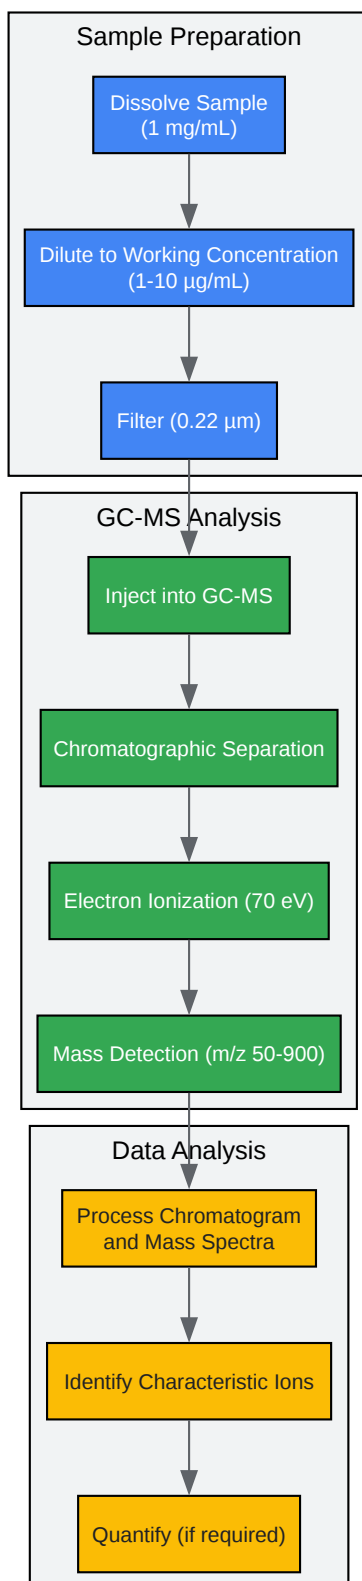 Sample Preparation
Dissolve Sample
(1 mg/mL)
Dilute to Working Concentration
(1-10 µg/mL)
Filter (0.22 µm)
GC-MS Analysis
Inject into GC-MS
Chromatographic Separation
Electron Ionization (70 eV)
Mass Detection (m/z 50-900)
Data Analysis
Process Chromatogram
and Mass Spectra
Identify Characteristic Ions
Quantify (if required)